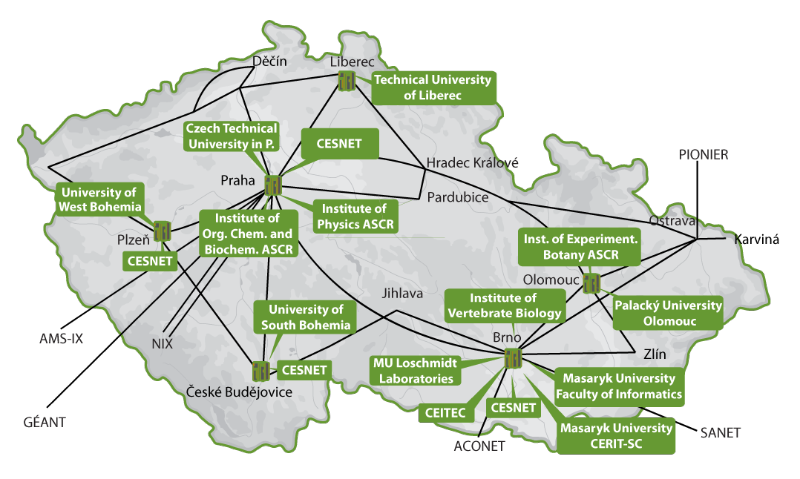 Děčín
Liberec
Technical University
of Liberec
Czech Technical
University in P.
CESNET
PIONIER
Hradec Králové
Praha
University of
West Bohemia
Pardubice
Institute of
Physics ASCR
Institute of
Org. Chem. and
Biochem. ASCR
Ostrava
Karviná
Plzeň
CESNET
Inst. of Experiment.
Botany ASCR
Olomouc
Jihlava
Institute of
Vertebrate Biology
Palacký University
Olomouc
University of
South Bohemia
AMS-IX
NIX
Brno
Zlín
MU Loschmidt
Laboratories
CESNET
Masaryk University
Faculty of Informatics
České Budějovice
CEITEC
CESNET
GÉANT
Masaryk University
CERIT-SC
SANET
ACONET